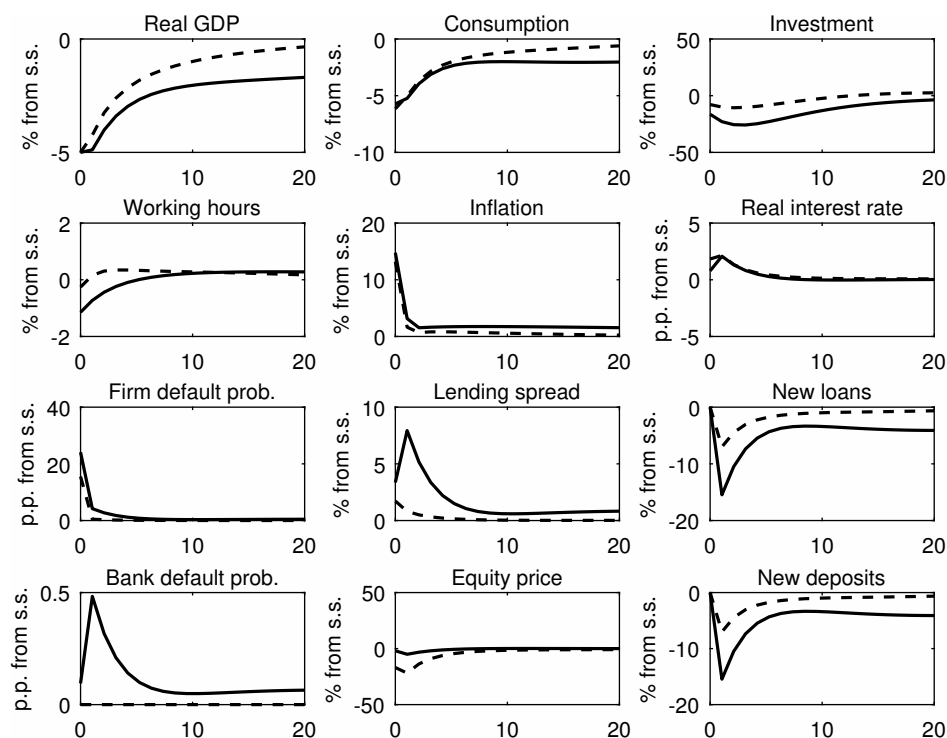 Real GDP
% from s.s.
0
-5
0 10 20
Consumption
% from s.s.
0
-5
-10
0 10 20
Investment
% from s.s.
50
0
-50
0 10 20
Working hours
% from s.s.
2
0
-2
0 10 20
Inflation
% from s.s.
20
10
0
0 10 20
Real interest rate
p.p. from s.s.
5
0
-5
0 10 20
Firm default prob.
p.p. from s.s.
40
20
0
0 10 20
Lending spread
% from s.s.
10
5
0
0 10 20
New loans
% from s.s.
0
-10
-20
0 10 20
Bank default prob.
p.p. from s.s.
0.5
0
0 10 20
Equity price
% from s.s.
50
0
-50
0 10 20
New deposits
% from s.s.
0
-10
-20
0 10 20